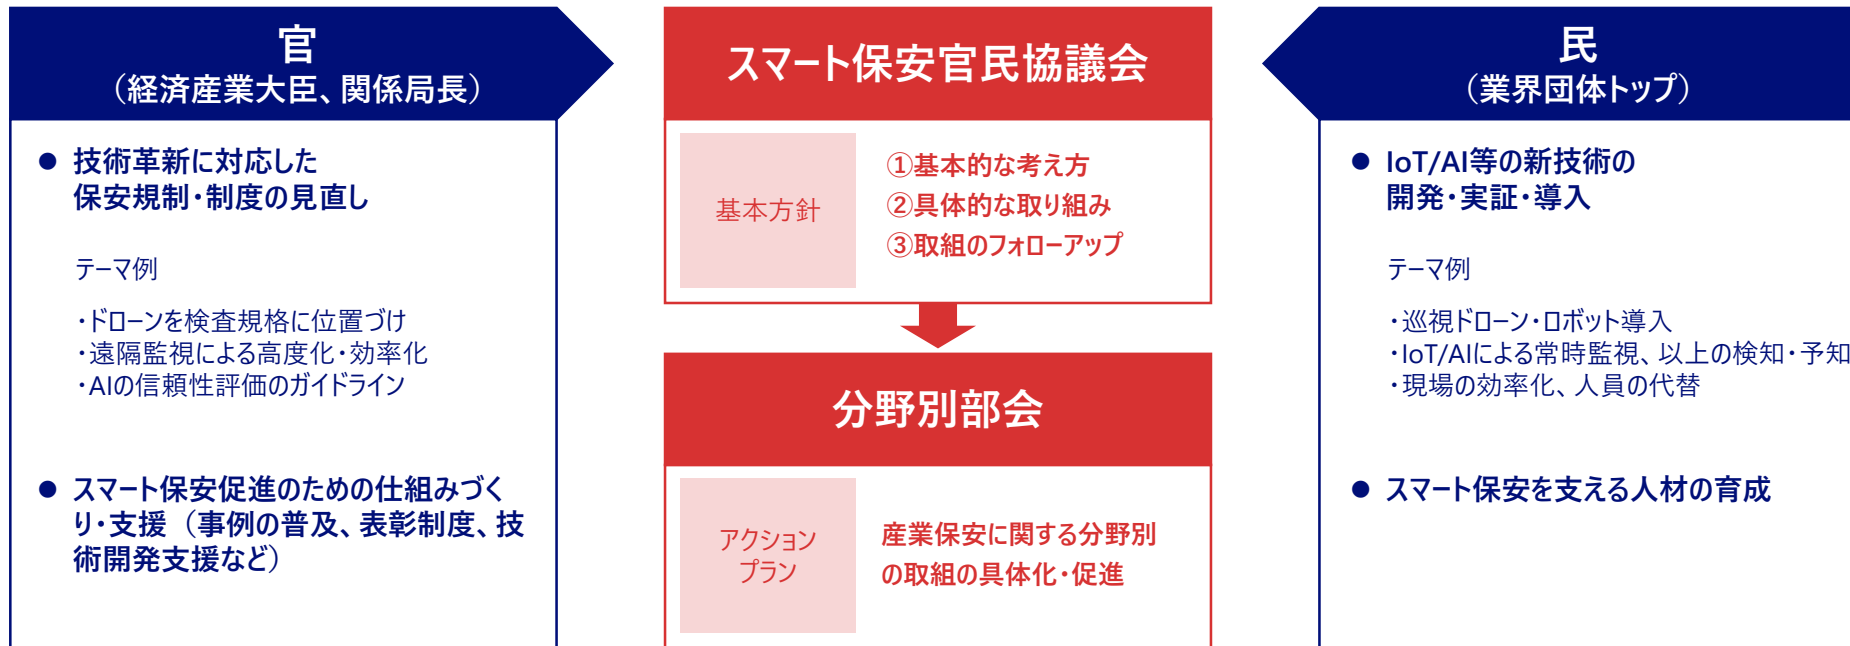 官
（経済産業大臣、関係局長）
● 技術革新に対応した
保安規制・制度の見直し
テーマ例
・ドローンを検査規格に位置づけ
・遠隔監視による高度化・効率化
・AIの信頼性評価のガイドライン
● スマート保安促進のための仕組みづく
り・支援（事例の普及、表彰制度、技
術開発支援など）
スマート保安官民協議会
基本方針
①基本的な考え方
②具体的な取り組み
③取組のフォローアップ
分野別部会
アクション
プラン
産業保安に関する分野別
の取組の具体化・促進
民
（業界団体トップ）
● IoT/AI等の新技術の
開発・実証・導入
テーマ例
・巡視ドローン・ロボット導入
・IoT/AIによる常時監視、以上の検知・予知
・現場の効率化、人員の代替
● スマート保安を支える人材の育成